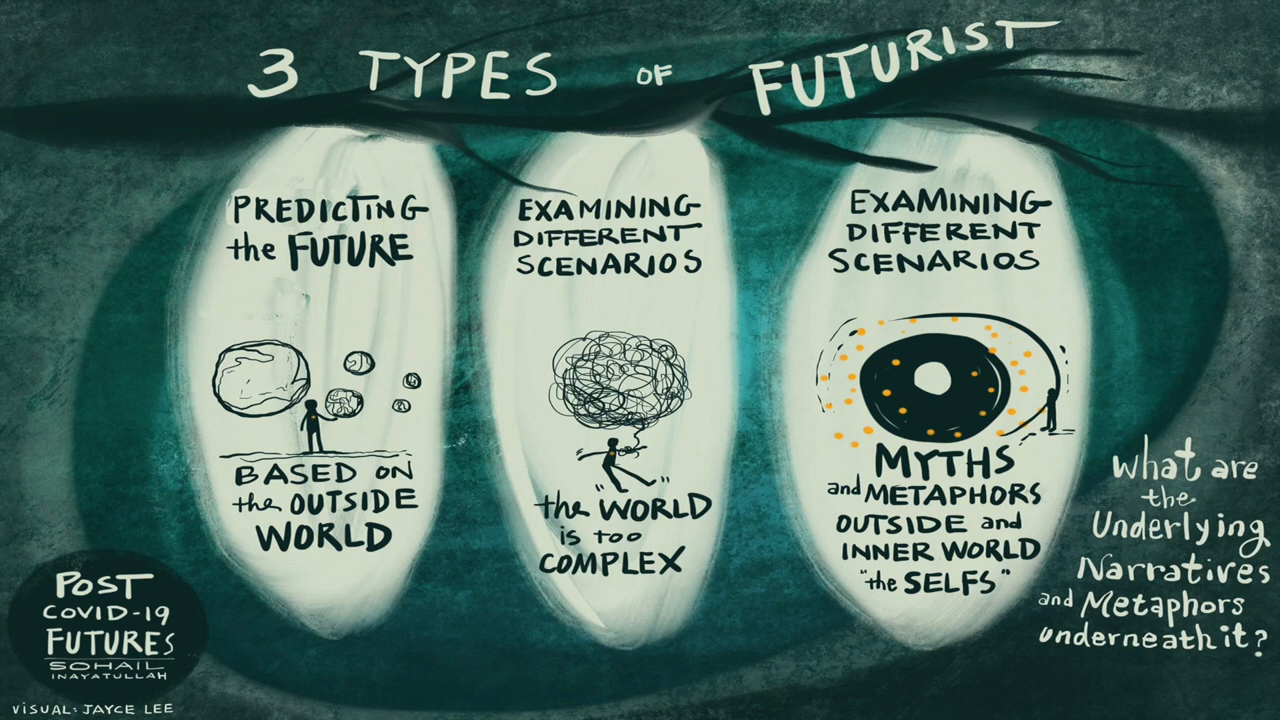 3 TYPES OF FUTURIST
PREDICTING
the FUTURE
BASED ON
the OUTSIDE
WORLD
EXAMINING
DIFFERENT
SCENARIOS
the WORLD
is too
COMPLEX
EXAMINING
DIFFERENT
SCENARIOS
MYTHS
and METAPHORS
OUTSIDE and
INNER WORLD
"the SELFS"
What are
the
Underlying
Narratives
and Metaphors
underneath it?
POST
COVID-19
FUTURES
SOHAIL
INAYATULLAH
VISUAL: JAYCE LEE